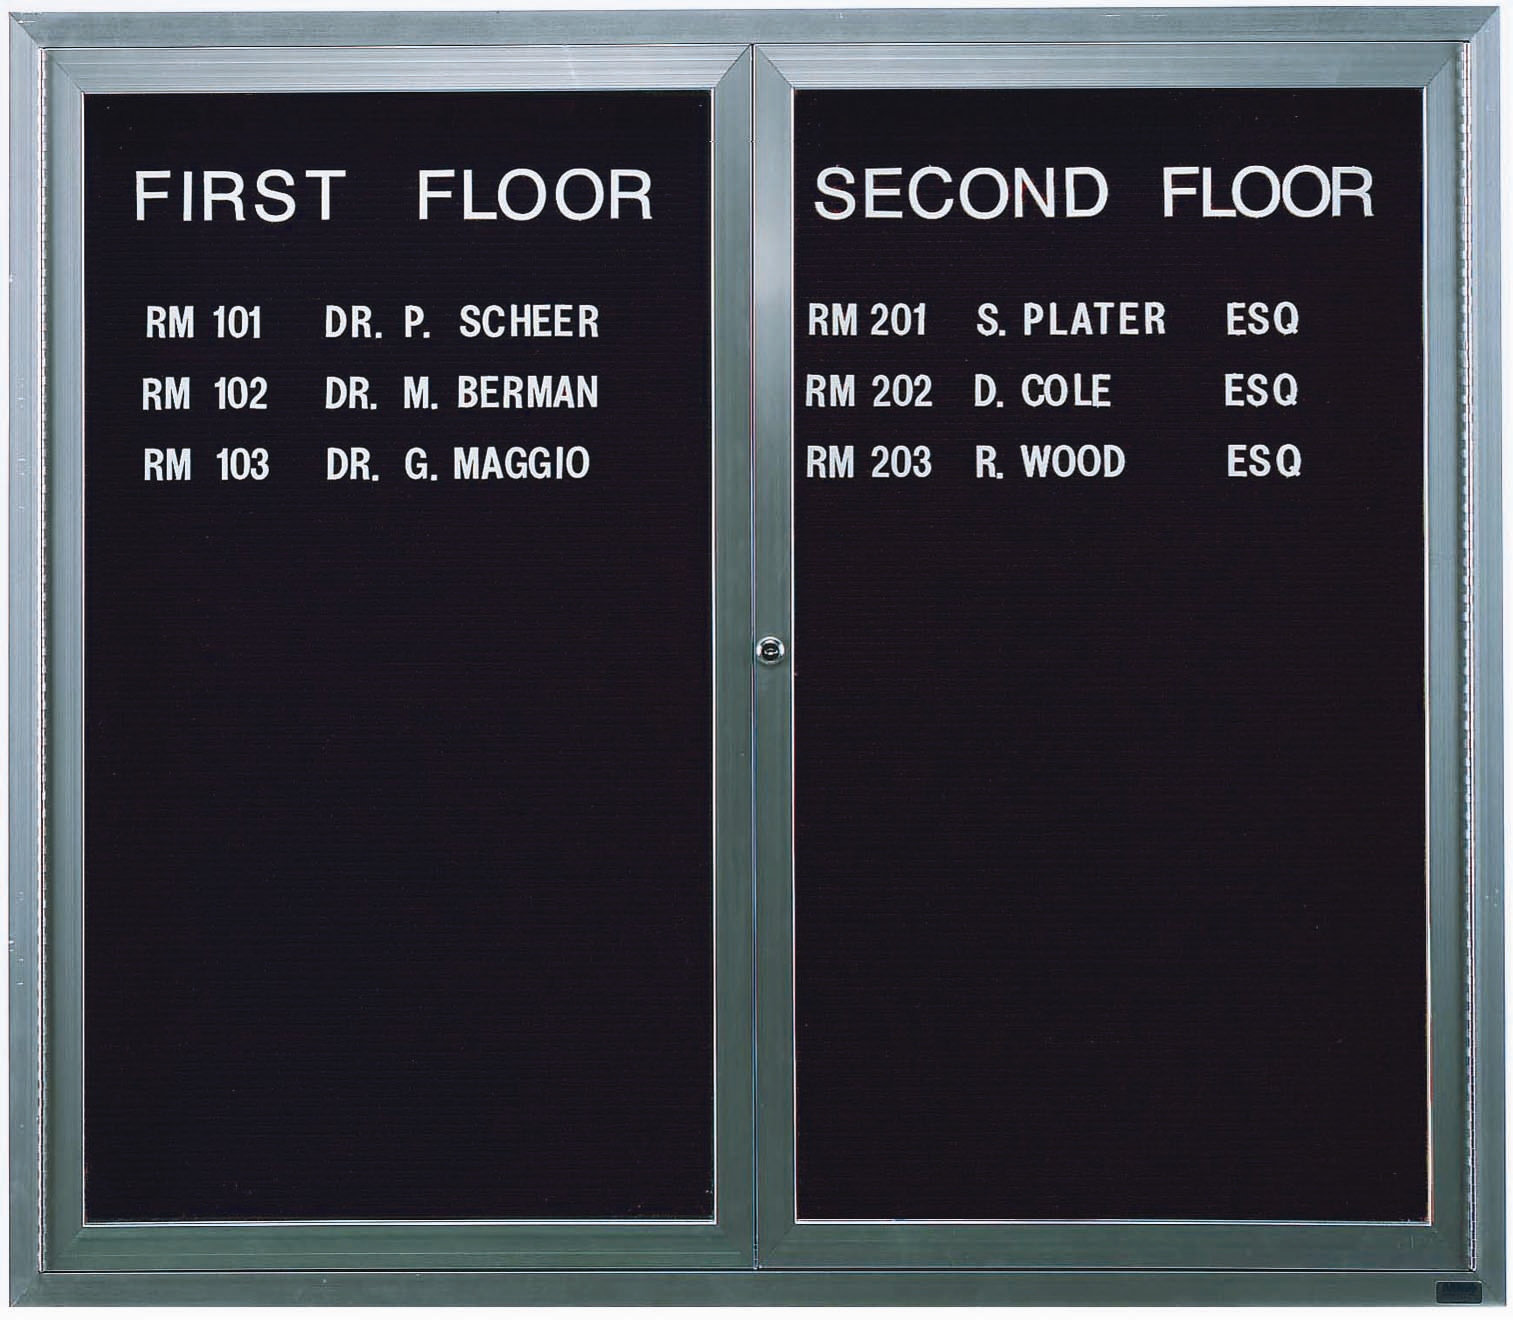 FIRST FLOOR
RM 101 DR. P. SCHEER
RM 102 DR. M. BERMAN
RM 103 DR. G. MAGGIO
SECOND FLOOR
RM 201 S. PLATER ESQ
RM 202 D. COLE ESQ
RM 203 R. WOOD ESQ